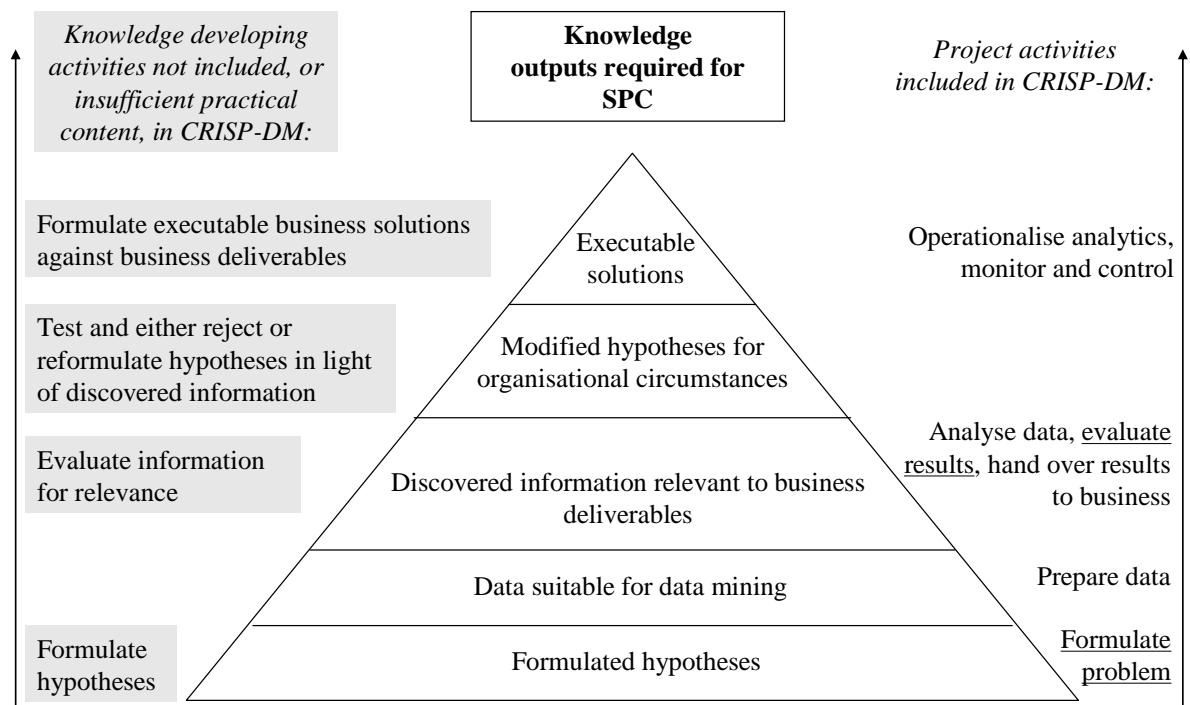 Knowledge developing
activities not included, or
insufficient practical
content, in CRISP-DM:
Knowledge
outputs required for
SPC
Project activities
included in CRISP-DM:
Formulate executable business solutions
against business deliverables
Executable
solutions
Operationalise analytics,
monitor and control
Test and either reject or
reformulate hypotheses in light
of discovered information
Modified hypotheses for
organisational circumstances
Evaluate information
for relevance
Discovered information relevant to business
deliverables
Analyse data, evaluate
results, hand over results
to business
Data suitable for data mining
Prepare data
Formulate
hypotheses
Formulated hypotheses
Formulate
problem